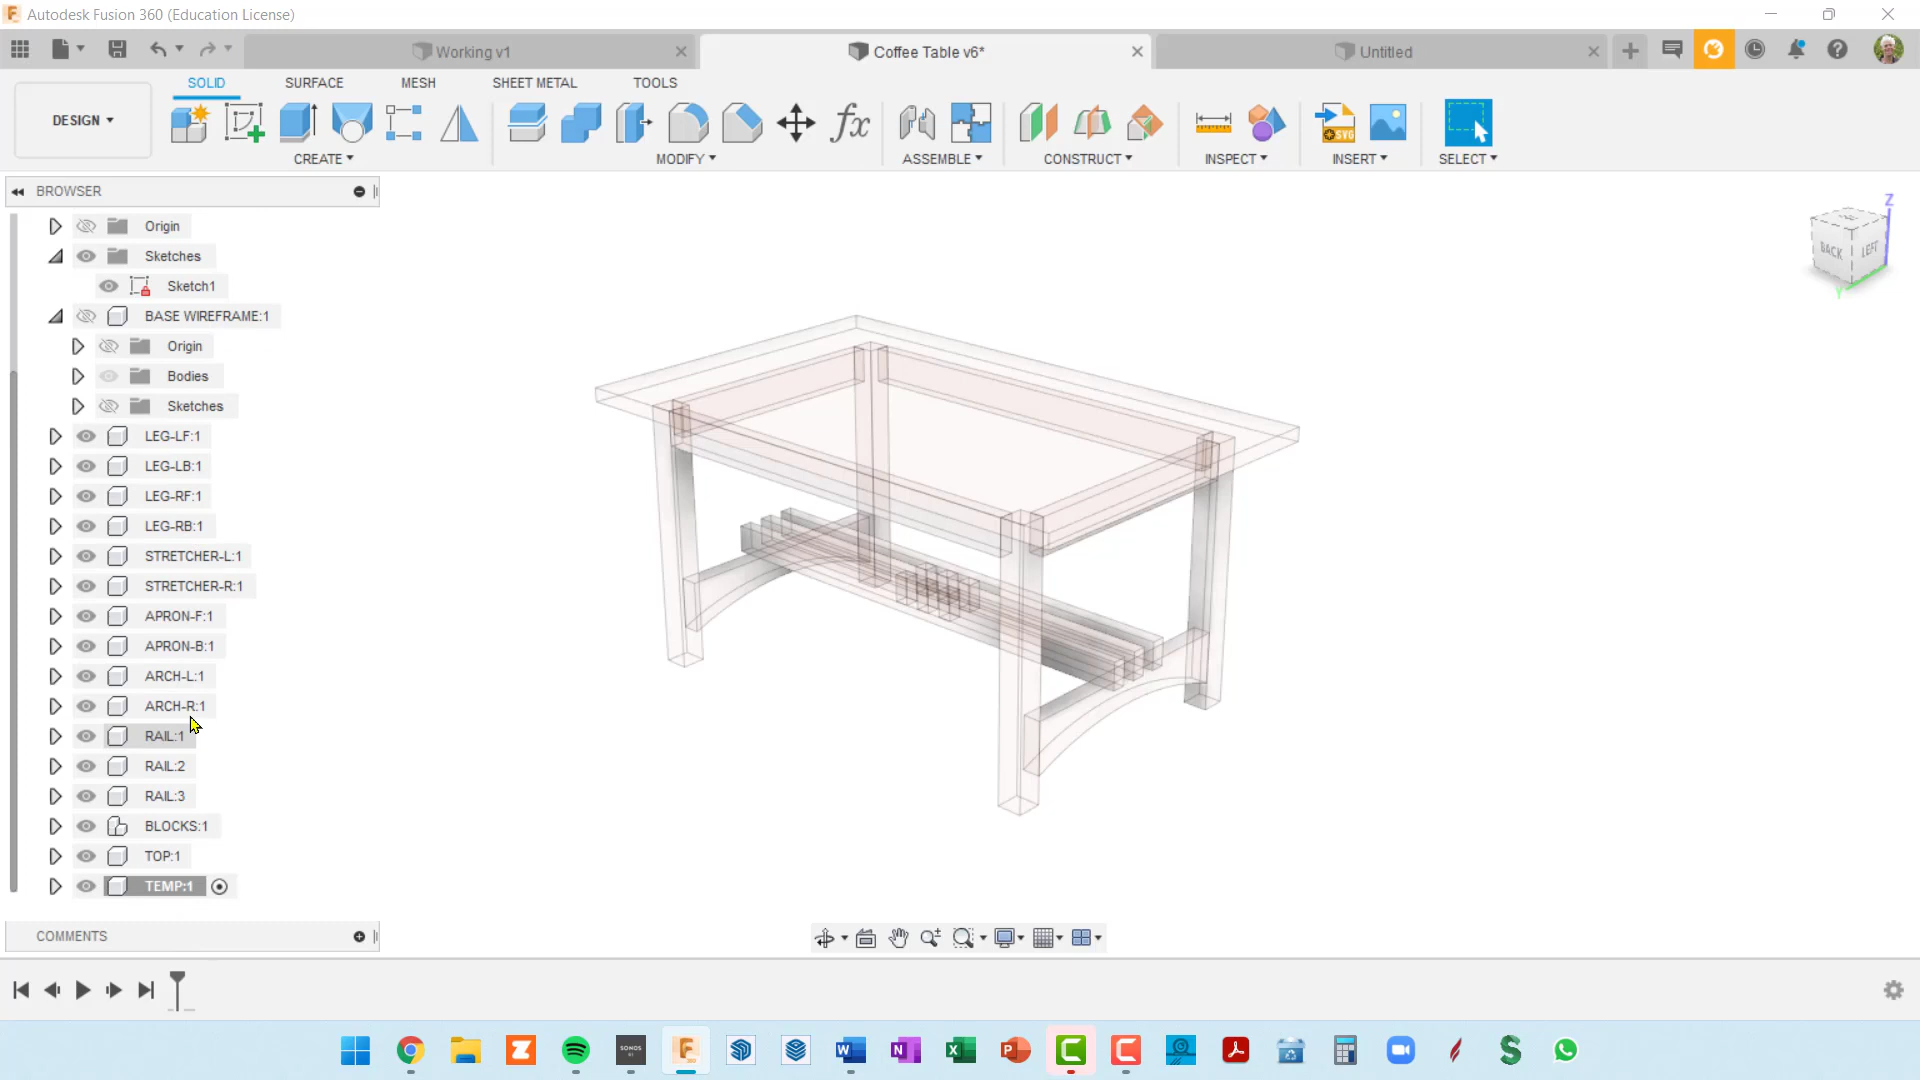 Autodesk Fusion 360 (Education License)
Working v1
Coffee Table v6*
Untitled
SOLID
SURFACE
MESH
SHEET METAL
TOOLS
DESIGN
CREATE
MODIFY
ASSEMBLE
CONSTRUCT
INSPECT
INSERT
SELECT
fx
SVG
BROWSER
Origin
Sketches
Sketch1
BASE WIREFRAME:1
Origin
Bodies
Sketches
LEG-LF:1
LEG-LB:1
LEG-RF:1
LEG-RB:1
STRETCHER-L:1
STRETCHER-R:1
APRON-F:1
APRON-B:1
ARCH-L:1
ARCH-R:1
RAIL:1
RAIL:2
RAIL:3
BLOCKS:1
TOP:1
TEMP:1
Z
BACK
LEFT
Y
COMMENTS
SONOS